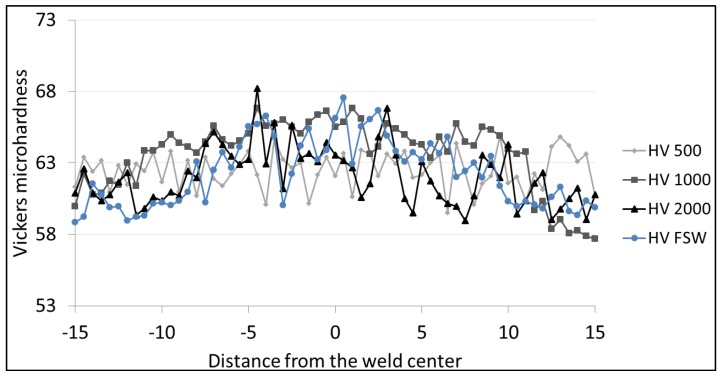 73
68
63
58
53
Vickers microhardness
-15
-10
-5
0
5
10
15
Distance from the weld center
HV 500
HV 1000
HV 2000
HV FSW